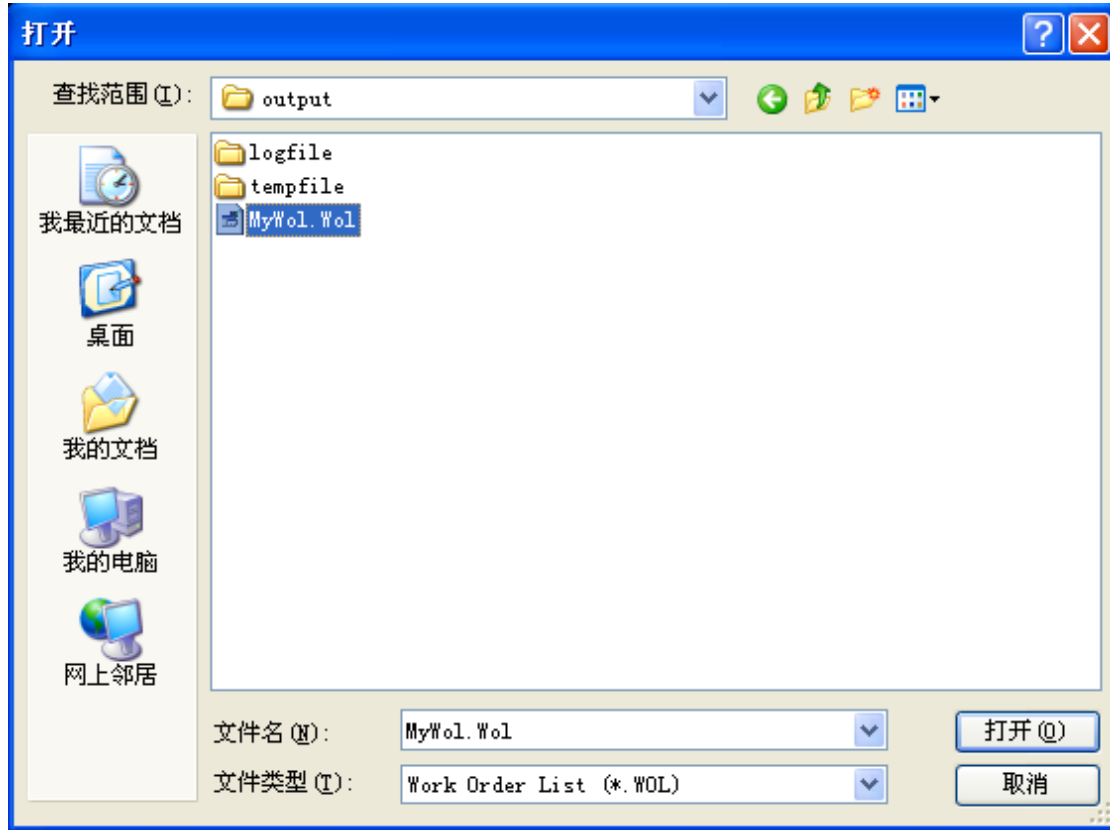 打开
查找范围(I):
output
logfile
tempfile
MyWol.Wol
我最近的文档
桌面
我的文档
我的电脑
网上邻居
文件名(N):
MyWol.Wol
打开(O)
文件类型(T):
Work Order List (*.WOL)
取消